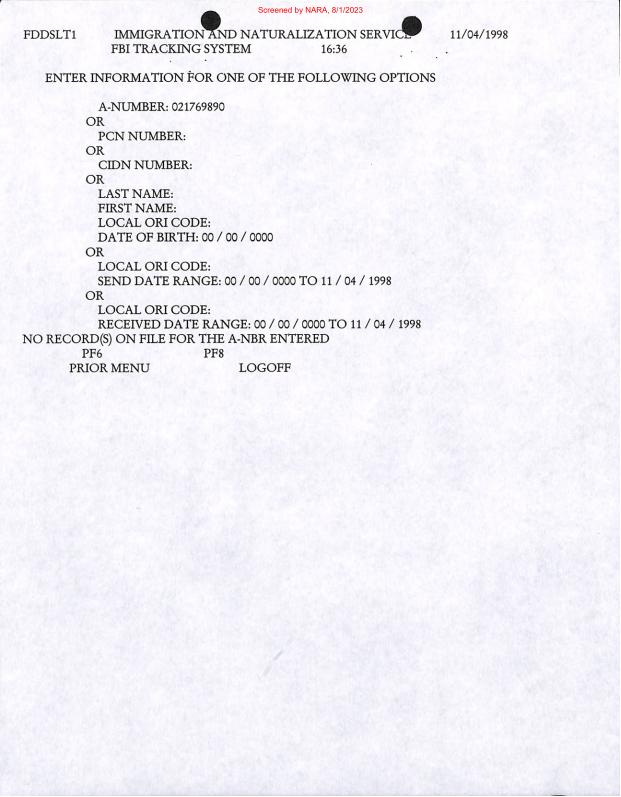 Screened by NARA, 8/1/2023
FDDSLT1 IMMIGRATION AND NATURALIZATION SERVICE 11/04/1998
FBI TRACKING SYSTEM 16:36
ENTER INFORMATION FOR ONE OF THE FOLLOWING OPTIONS
A-NUMBER: 021769890
OR
PCN NUMBER:
OR
CIDN NUMBER:
OR
LAST NAME:
FIRST NAME:
LOCAL ORI CODE:
DATE OF BIRTH: 00 / 00 / 0000
OR
LOCAL ORI CODE:
SEND DATE RANGE: 00 / 00 / 0000 TO 11 / 04 / 1998
OR
LOCAL ORI CODE:
RECEIVED DATE RANGE: 00 / 00 / 0000 TO 11 / 04 / 1998
NO RECORD(S) ON FILE FOR THE A-NBR ENTERED
PF6 PF8
PRIOR MENU LOGOFF